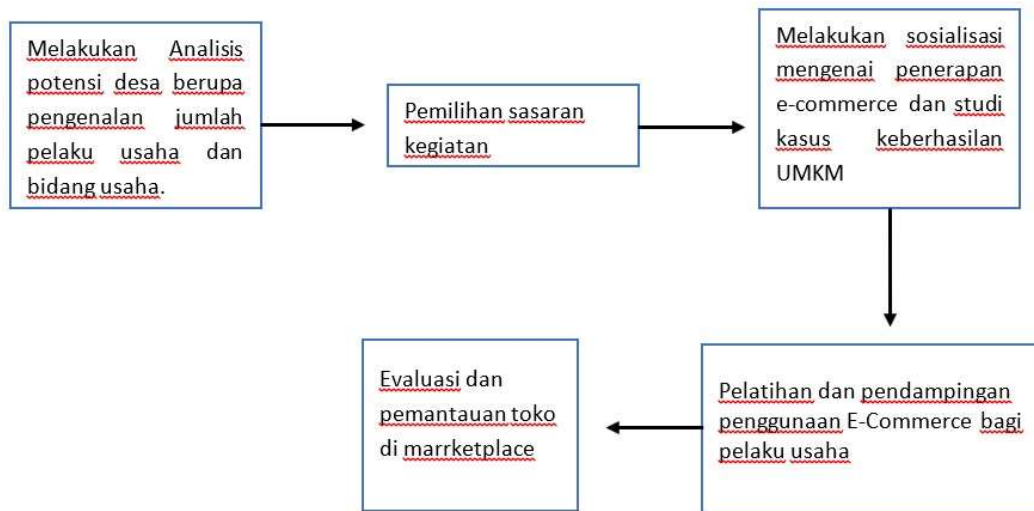 Melakukan Analisis
potensi desa berupa
pengenalan jumlah
pelaku usaha dan
bidang usaha.
Pemilihan sasaran
kegiatan
Melakukan sosialisasi
mengenai penerapan
e-commerce dan studi
kasus keberhasilan
UMKM
Pelatihan dan pendampingan
penggunaan E-Commerce bagi
pelaku usaha
Evaluasi dan
pemantauan toko
di marrketplace